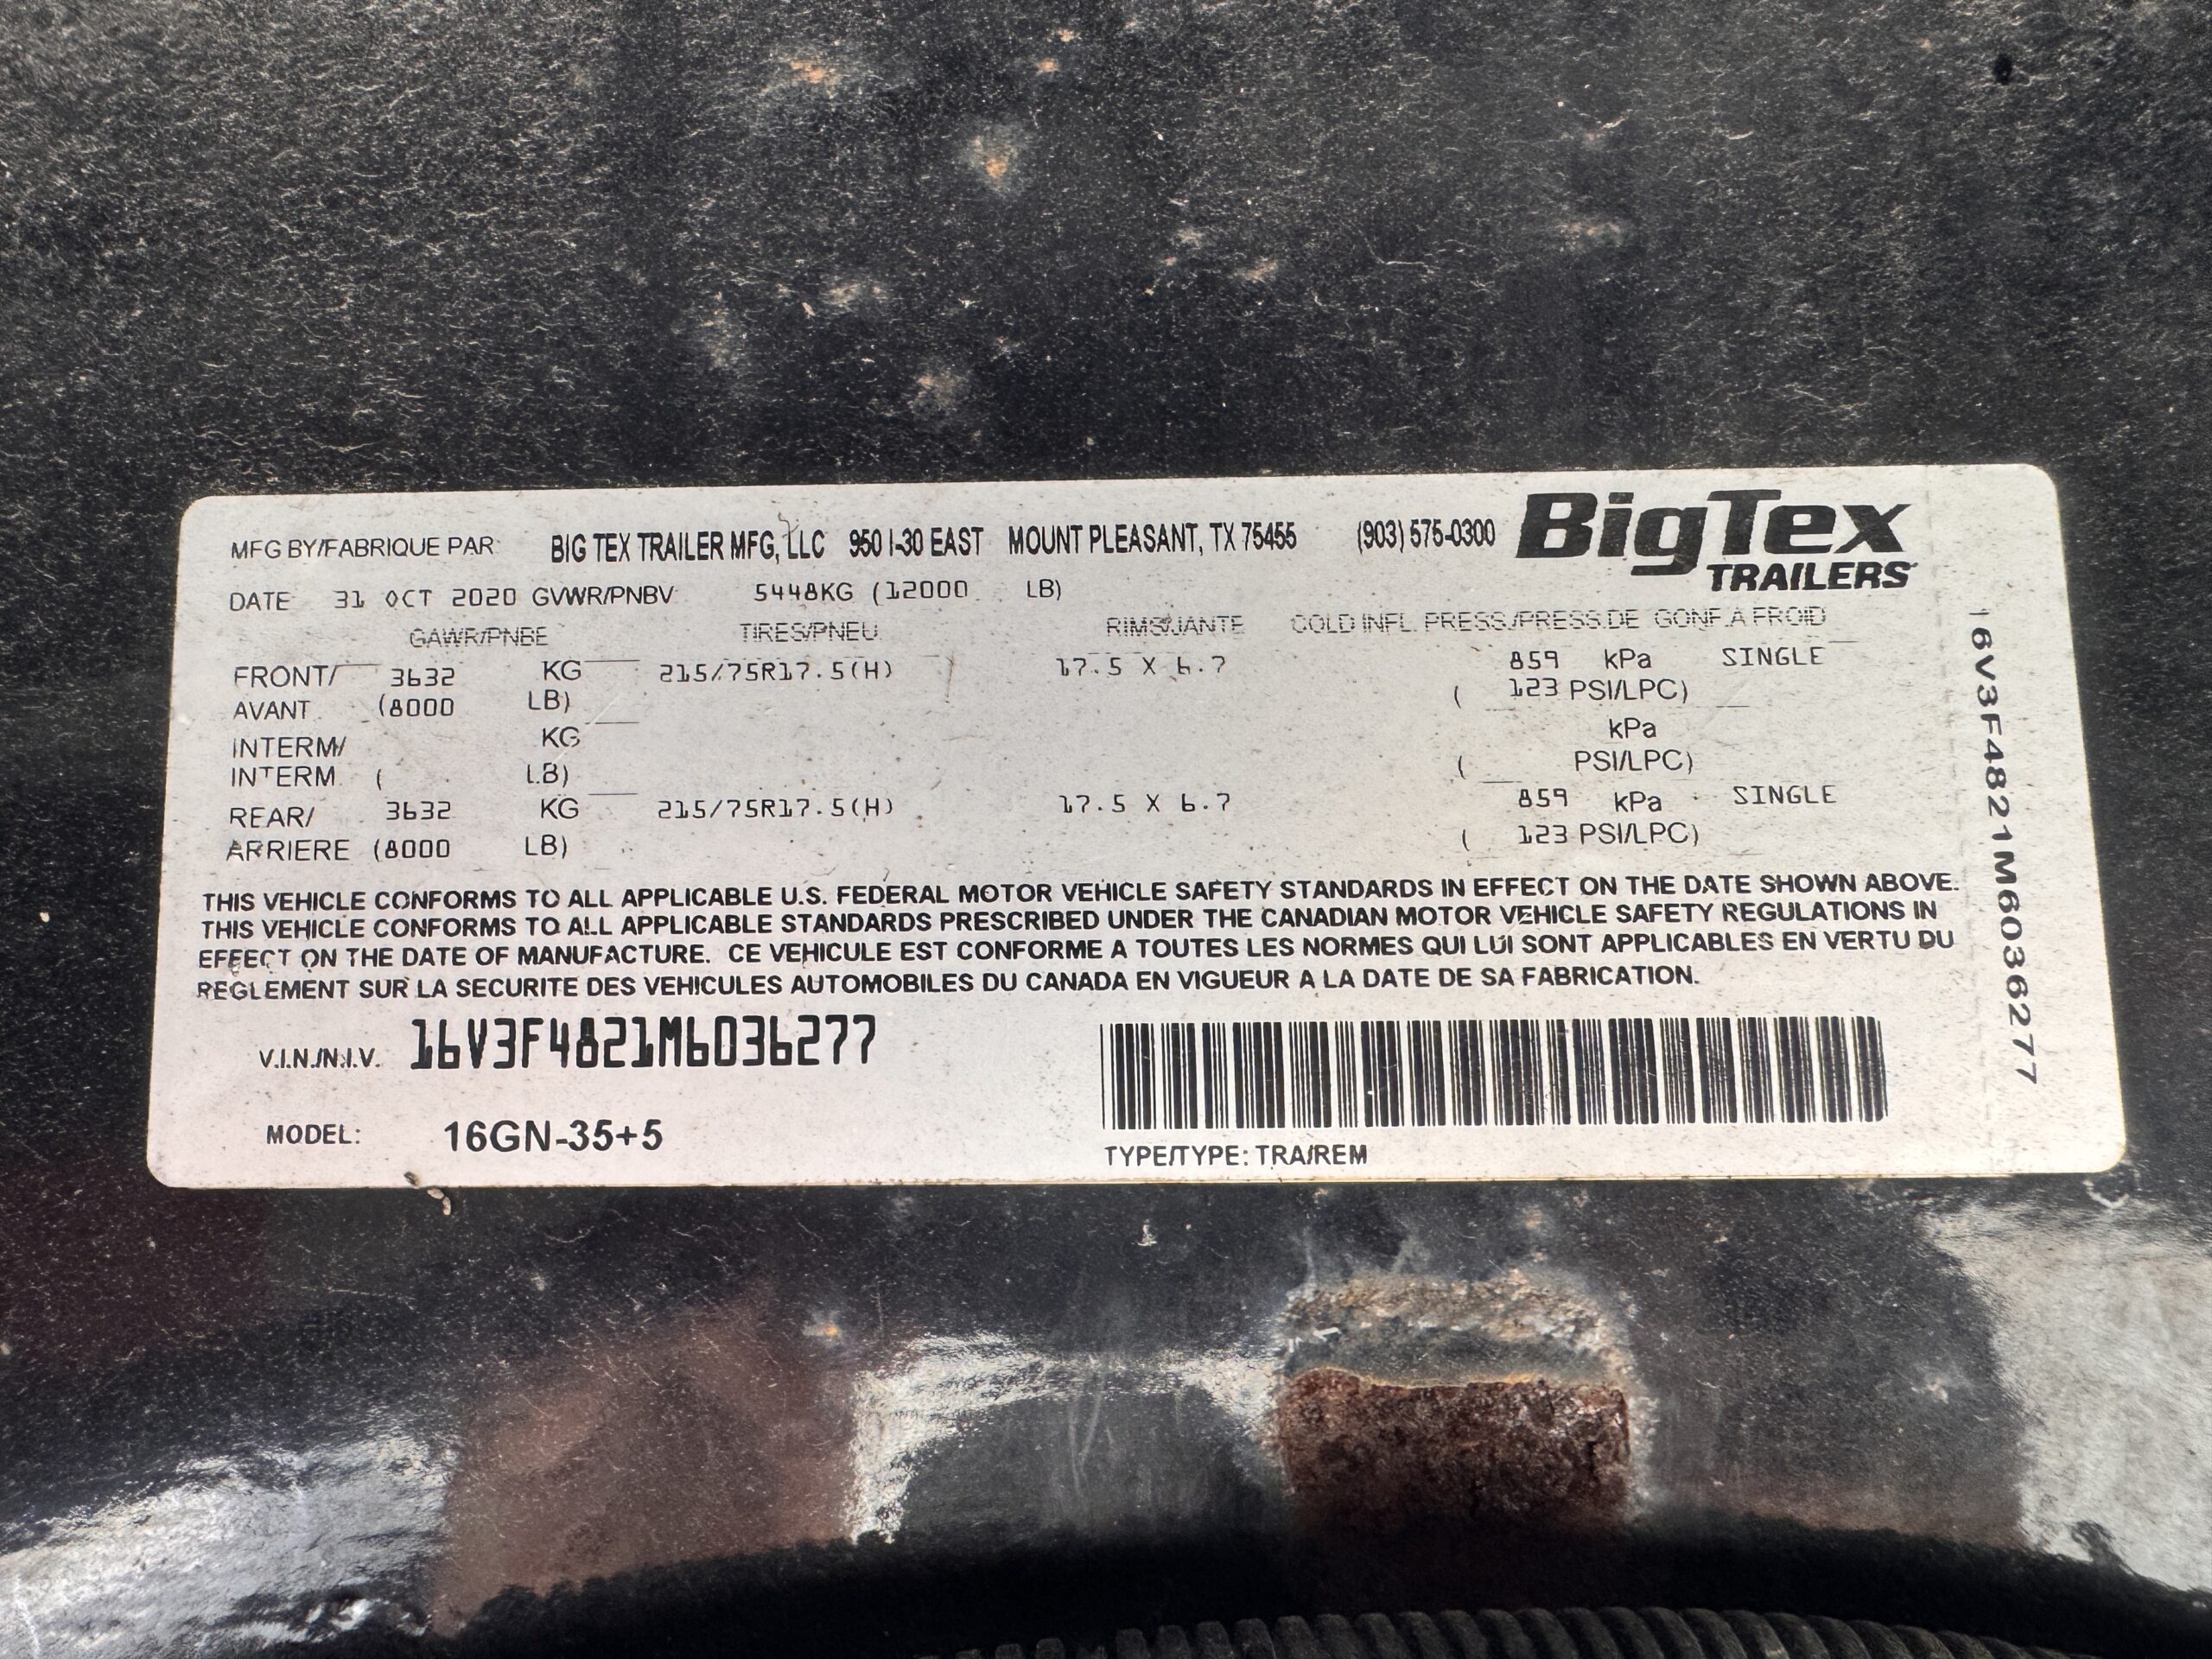 MFG BY/FABRIQUE PAR BIG TEX TRAILER MFG, LLC 950 I-30 EAST MOUNT PLEASANT, TX 75455 (903) 575-0300 BigTex
TRAILERS
DATE 31 OCT 2020 GVWR/PNBV 5448KG (12000 LB)
GAWR/PNBE TIRES/PNEU RIMS/JANTE COLD INFL. PRESS./PRESS.DE GONF.A FROID
FRONT/ 3632 KG 215/75R17.5(H) 17.5 X 6.7 859 kPa SINGLE
AVANT (8000 LB) ( 123 PSI/LPC)
INTERM/ KG kPa
INTERM. ( LB) ( PSI/LPC)
REAR/ 3632 KG 215/75R17.5(H) 17.5 X 6.7 859 kPa SINGLE
ARRIERE (8000 LB) ( 123 PSI/LPC)
THIS VEHICLE CONFORMS TO ALL APPLICABLE U.S. FEDERAL MOTOR VEHICLE SAFETY STANDARDS IN EFFECT ON THE DATE SHOWN ABOVE.
THIS VEHICLE CONFORMS TO ALL APPLICABLE STANDARDS PRESCRIBED UNDER THE CANADIAN MOTOR VEHICLE SAFETY REGULATIONS IN
EFFECT ON THE DATE OF MANUFACTURE. CE VEHICULE EST CONFORME A TOUTES LES NORMES QUI LUI SONT APPLICABLES EN VERTU DU
REGLEMENT SUR LA SECURITE DES VEHICULES AUTOMOBILES DU CANADA EN VIGUEUR A LA DATE DE SA FABRICATION.
V.I.N./N.I.V. 16V3F4821M6036277
MODEL: 16GN-35+5
TYPE/TYPE: TRA/REM
16V3F4821M6036277